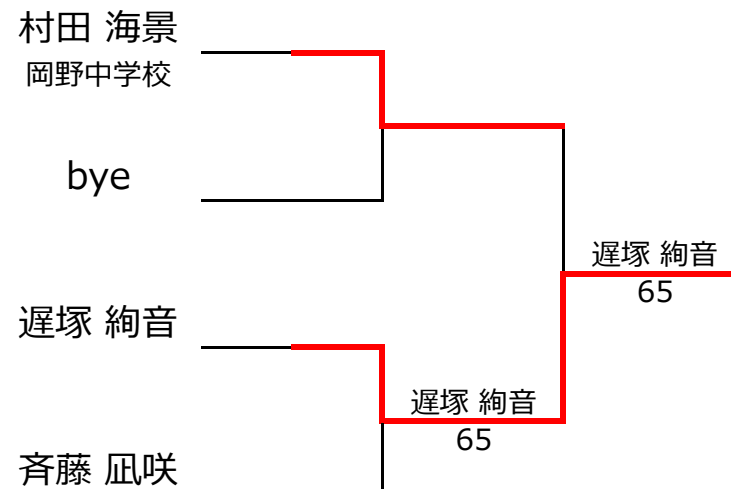 村田 海景
岡野中学校
bye
遅塚 絢音
65
遅塚 絢音
遅塚 絢音
65
斉藤 凪咲